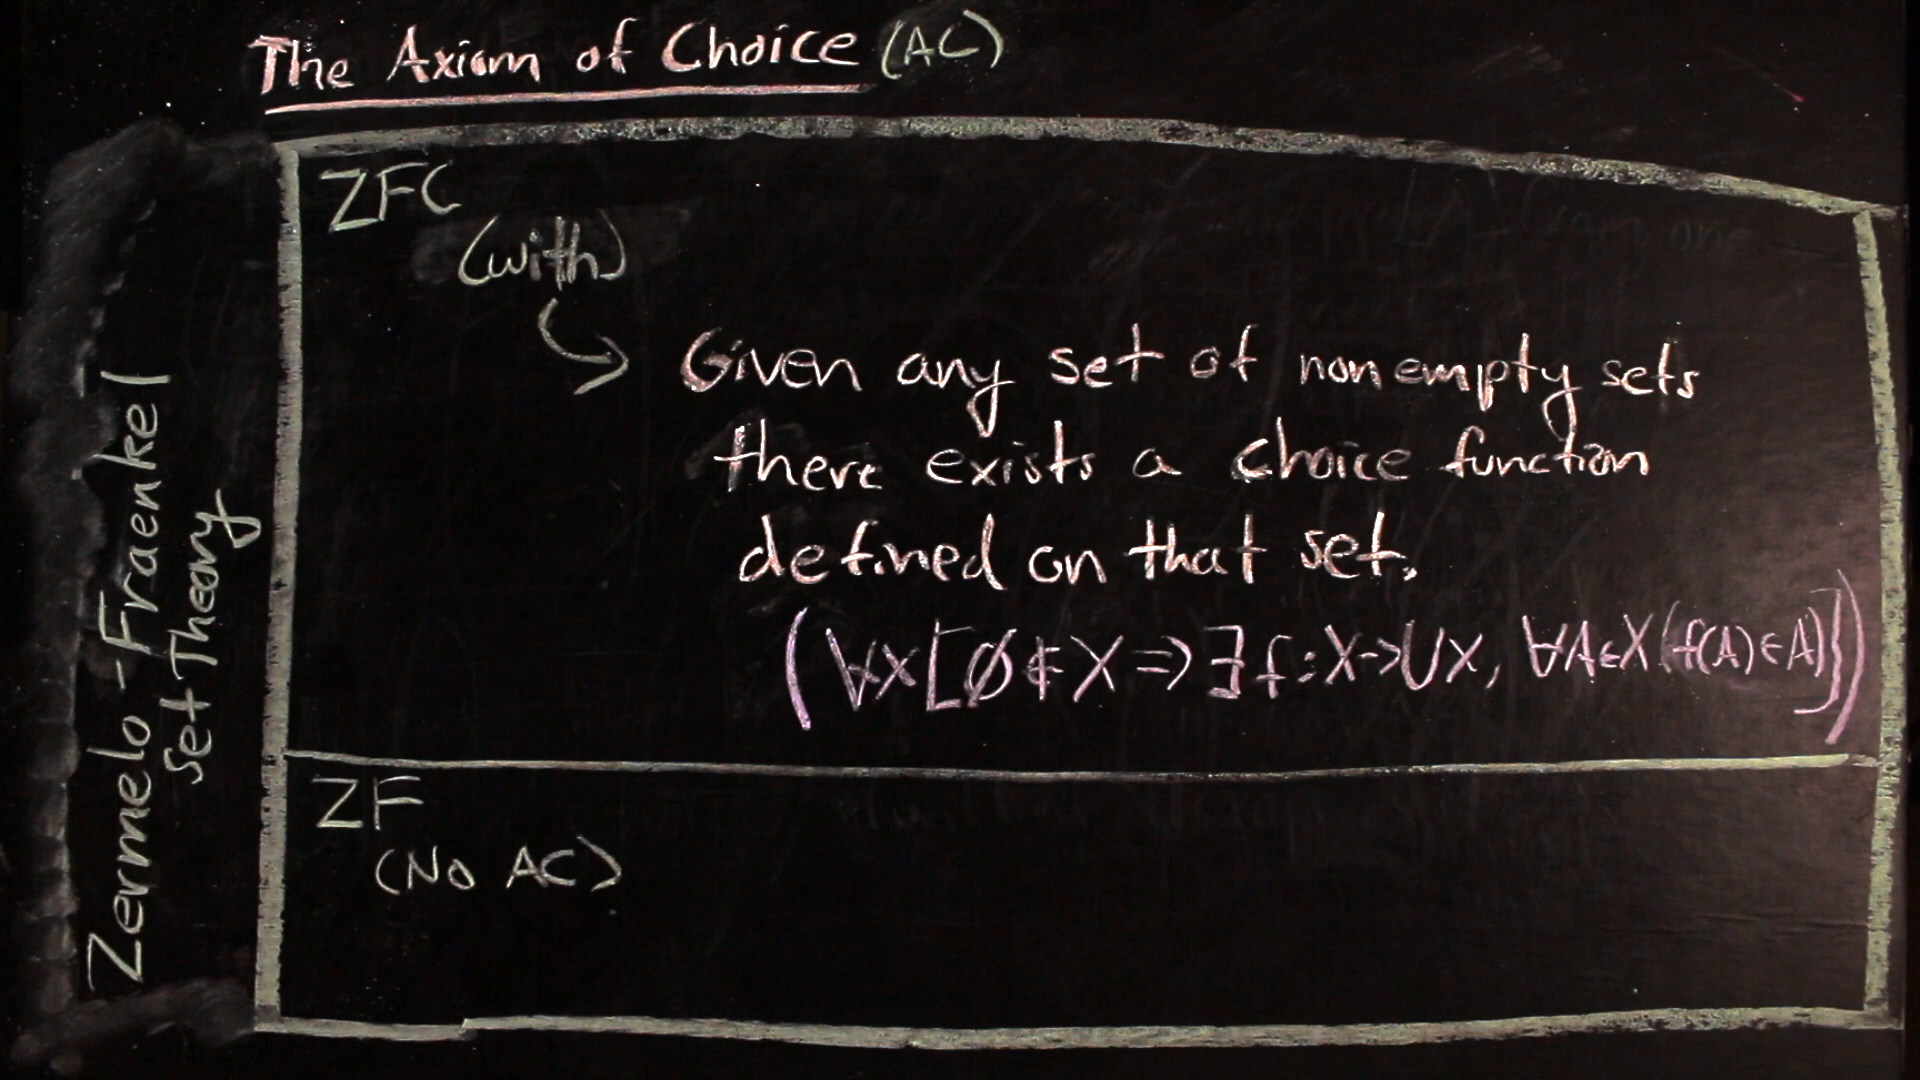 The Axiom of Choice (AC)
ZFC
(with)
Given any set of nonempty sets
there exists a choice function
defined on that set.
(∀x[∅∉X⇒∃f:X→∪X, ∀A∈X(f(A)∈A)])
ZF
(No AC)
Zermelo-Fraenkel
Set Theory